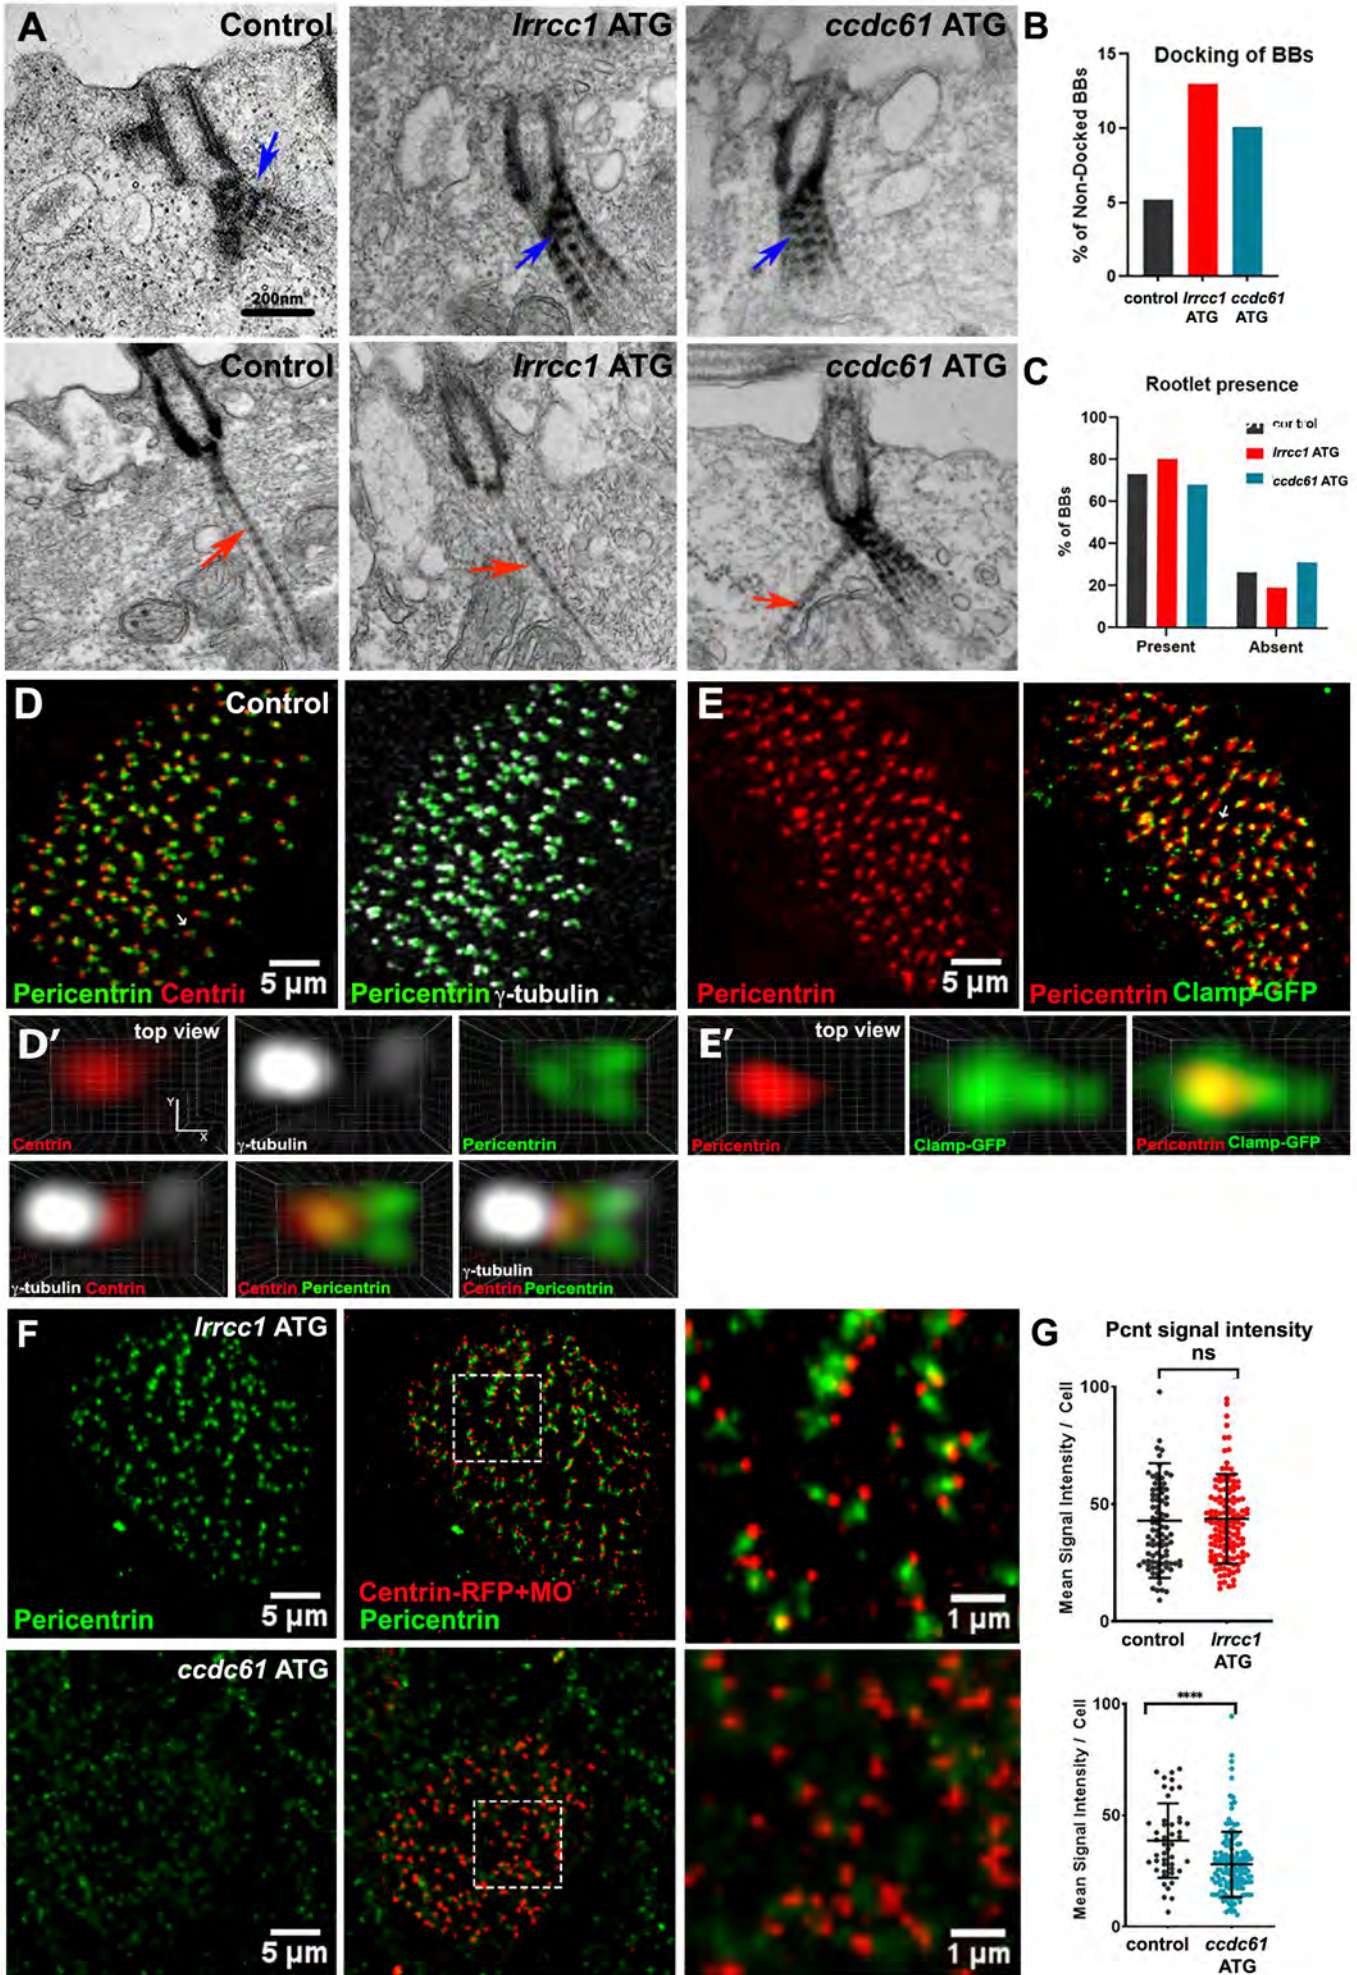 A
Control
lrrcc1 ATG
ccdc61 ATG
200nm
Control
lrrcc1 ATG
ccdc61 ATG
B
Docking of BBs
% of Non-Docked BBs
15
10
5
0
control lrrcc1 ccdc61
ATG ATG
C
Rootlet presence
% of BBs
100
80
60
40
20
0
lrrcc1 ATG
ccdc61 ATG
Present Absent
D
Control
5 µm
Pericentrin
Pericentrin γ-tubulin
E
5 µm
Pericentrin
Pericentrin Clamp-GFP
D'
top view
Y
X
Centrin
γ-tubulin
Pericentrin
γ-tubulin Centrin
Centrin Pericentrin
γ-tubulin
Centrin Pericentrin
E'
top view
Pericentrin
Clamp-GFP
Pericentrin Clamp-GFP
F
lrrcc1 ATG
5 µm
Pericentrin
Centrin-RFP+MO
Pericentrin
5 µm
1 µm
ccdc61 ATG
5 µm
5 µm
1 µm
G
Pcnt signal intensity
ns
Mean Signal Intensity / Cell
100
50
0
control lrrcc1
ATG
****
Mean Signal Intensity / Cell
100
50
0
control ccdc61
ATG